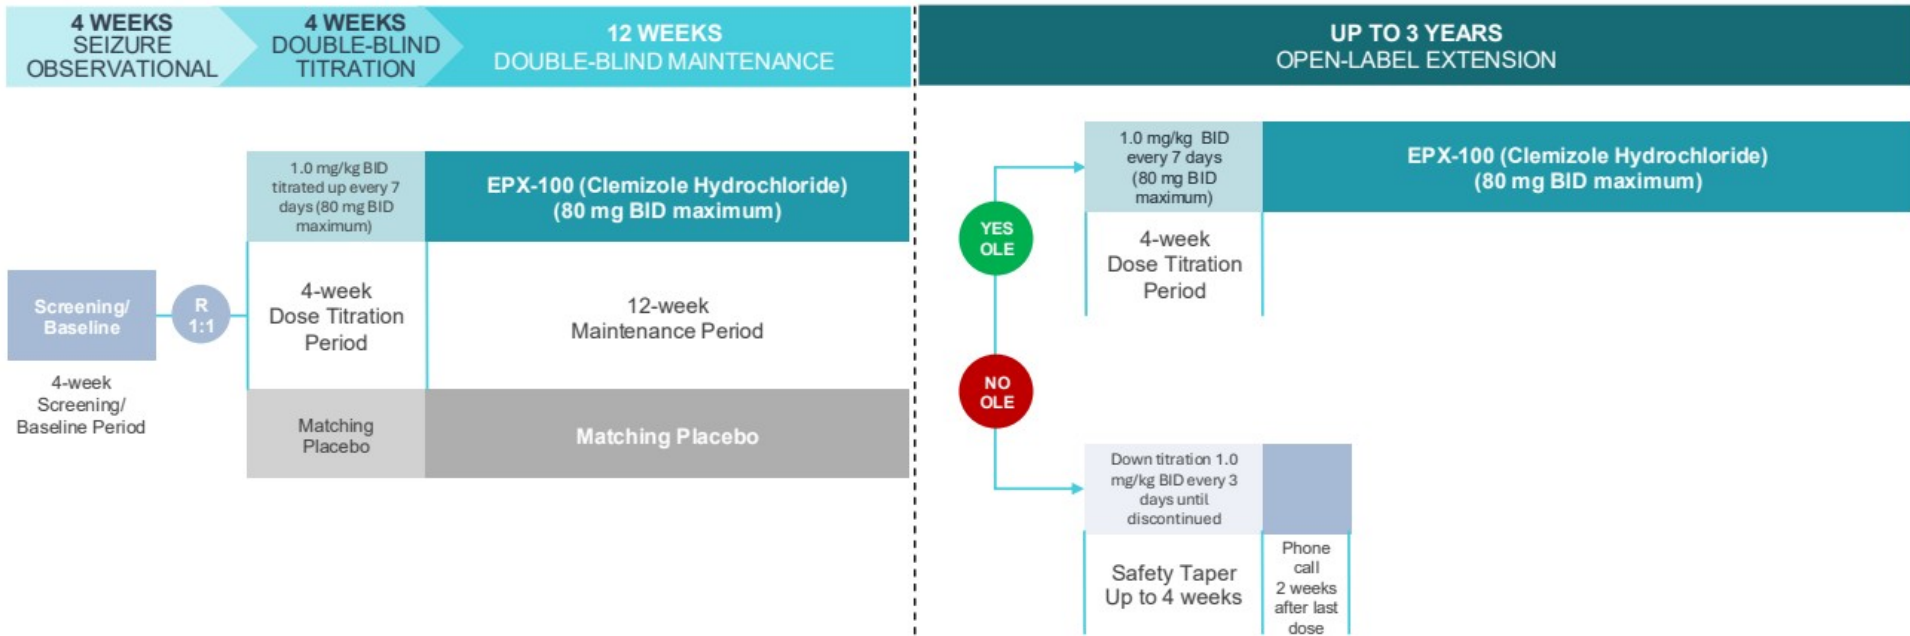 4 WEEKS
SEIZURE
OBSERVATIONAL
4 WEEKS
DOUBLE-BLIND
TITRATION
12 WEEKS
DOUBLE-BLIND MAINTENANCE
UP TO 3 YEARS
OPEN-LABEL EXTENSION
Screening/
Baseline
4-week
Screening/
Baseline Period
R
1:1
1.0 mg/kg BID
titrated up every 7
days (80 mg BID
maximum)
EPX-100 (Clemizole Hydrochloride)
(80 mg BID maximum)
4-week
Dose Titration
Period
12-week
Maintenance Period
Matching
Placebo
Matching Placebo
YES
OLE
1.0 mg/kg BID
every 7 days
(80 mg BID
maximum)
EPX-100 (Clemizole Hydrochloride)
(80 mg BID maximum)
4-week
Dose Titration
Period
NO
OLE
Down titration 1.0
mg/kg BID every 3
days until
discontinued
Safety Taper
Up to 4 weeks
Phone
call
2 weeks
after last
dose